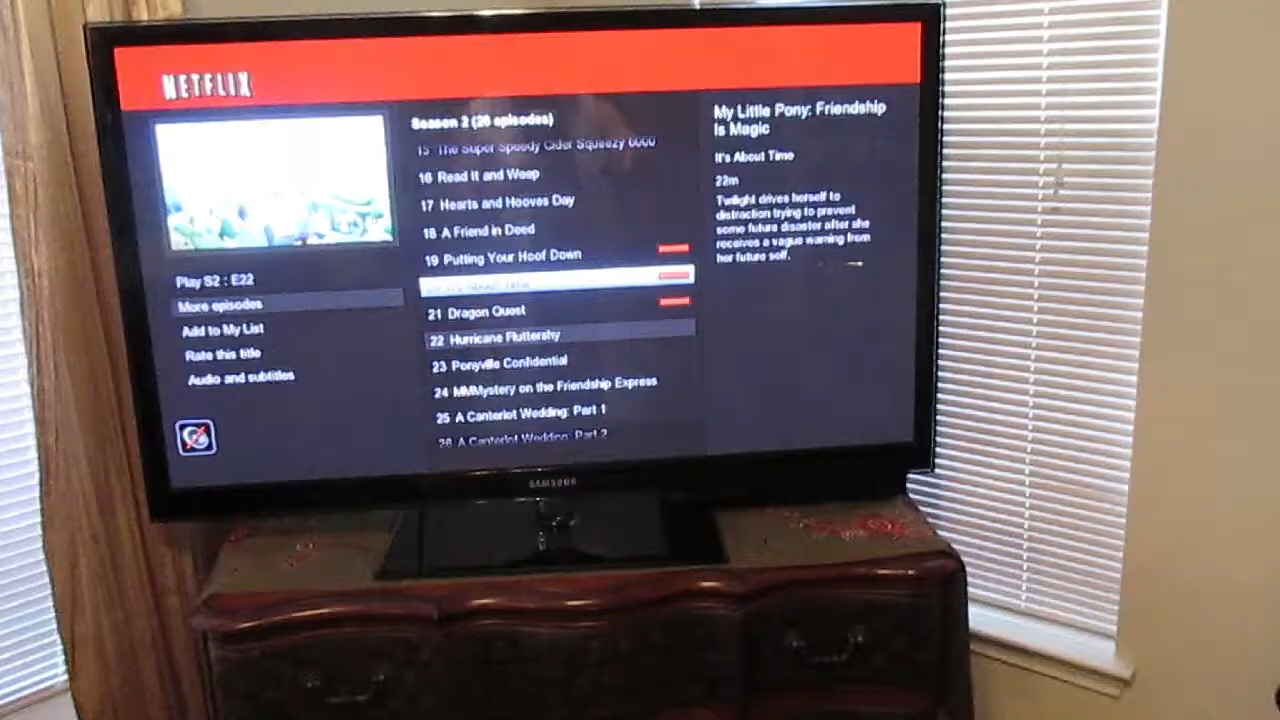 NETFLIX
Season 2 (26 episodes)
15 The Super Speedy Cider Squeezy 6000
16 Read It and Weep
17 Hearts and Hooves Day
18 A Friend in Deed
19 Putting Your Hoof Down
21 Dragon Quest
22 Hurricane Fluttershy
23 Ponyville Confidential
24 MMMystery on the Friendship Express
25 A Canterlot Wedding: Part 1
26 A Canterlot Wedding: Part 2
Play S2 : E22
More episodes
Add to My List
Rate this title
Audio and subtitles
My Little Pony: Friendship
Is Magic
It's About Time
22m
Twilight drives herself to
distraction trying to prevent
some future disaster after she
receives a vague warning from
her future self.
SAMSUNG